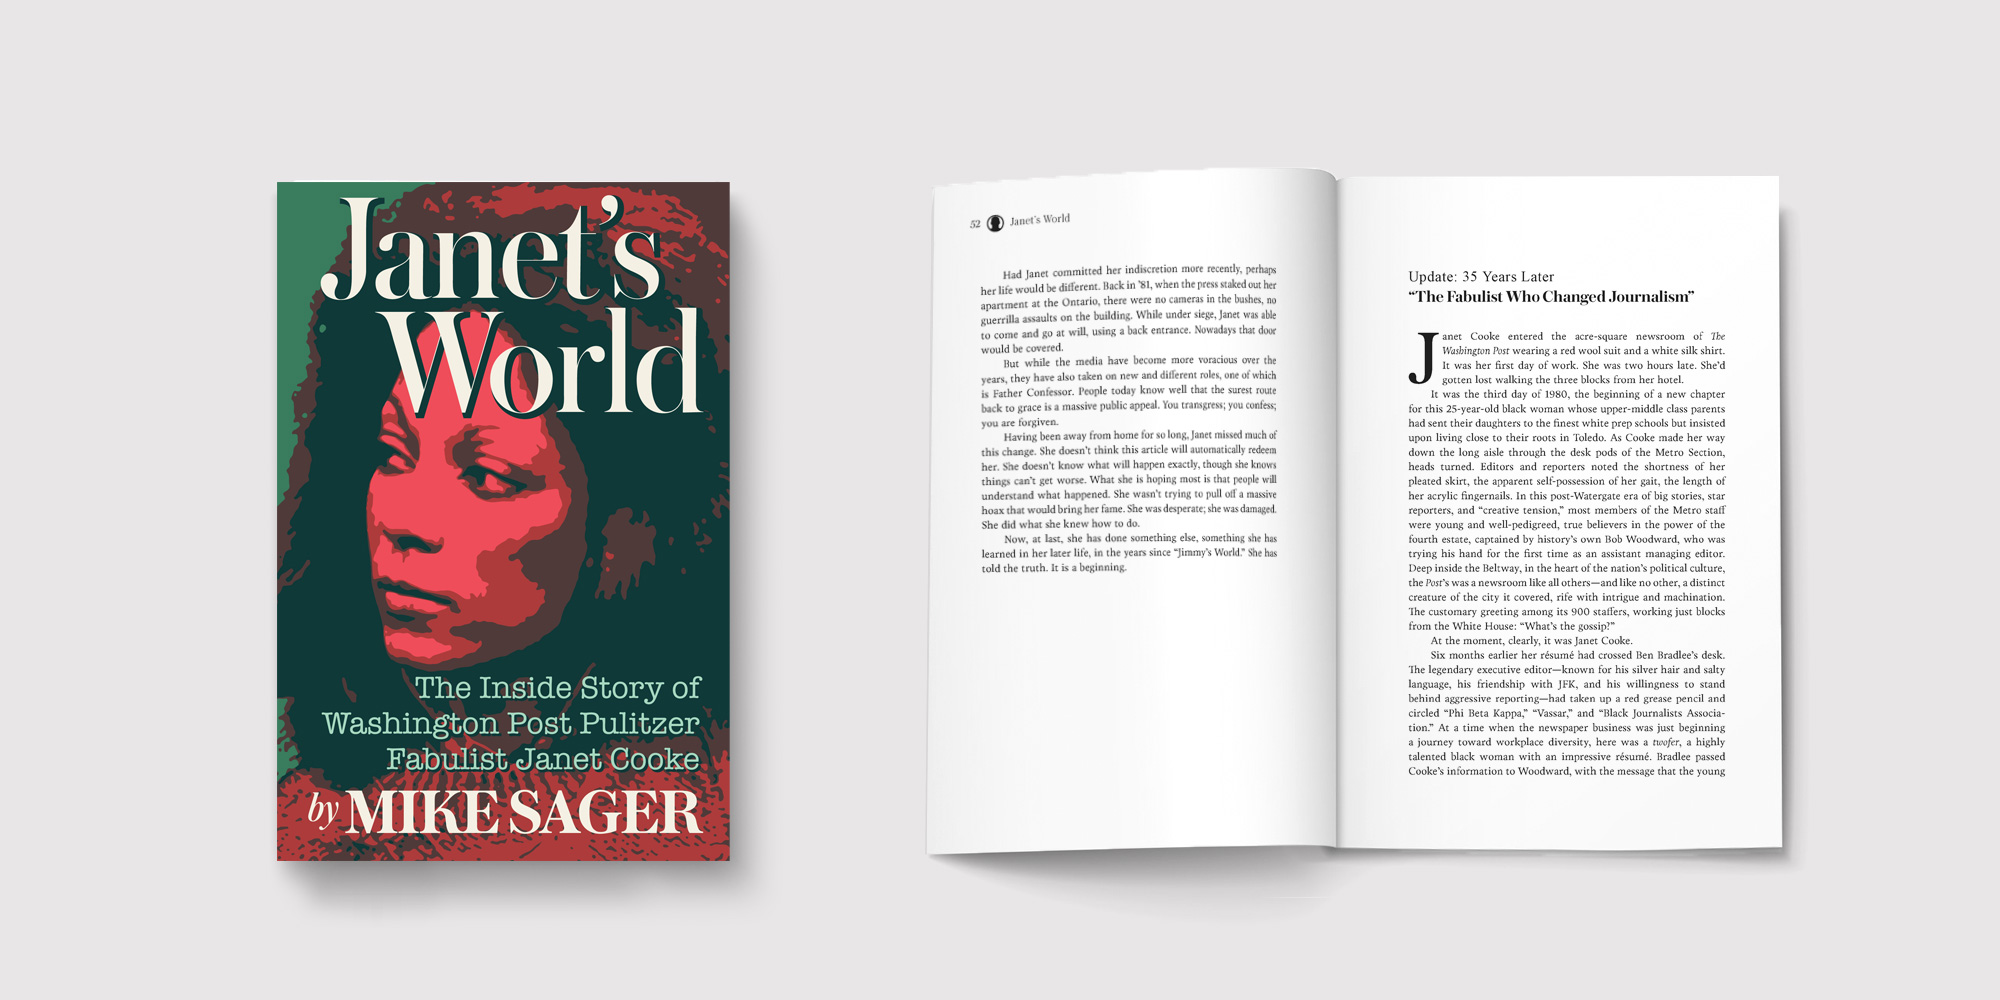 Janet's
World
The Inside Story of
Washington Post Pulitzer
Fabulist Janet Cooke
by MIKE SAGER
52 Janet's World
Had Janet committed her indiscretion more recently, perhaps
her life would be different. Back in '81, when the press staked out her
apartment at the Ontario, there were no cameras in the bushes, no
guerrilla assaults on the building. While under siege, Janet was able
to come and go at will, using a back entrance. Nowadays that door
would be covered.
But while the media have become more voracious over the
years, they have also taken on new and different roles, one of which
is Father Confessor. People today know well that the surest route
back to grace is a massive public appeal. You transgress; you confess;
you are forgiven.
Having been away from home for so long, Janet missed much of
this change. She doesn't think this article will automatically redeem
her. She doesn't know what will happen exactly, though she knows
things can't get worse. What she is hoping most is that people will
understand what happened. She wasn't trying to pull off a massive
hoax that would bring her fame. She was desperate; she was damaged.
She did what she knew how to do.
Now, at last, she has done something else, something she has
learned in her later life, in the years since “Jimmy's World.” She has
told the truth. It is a beginning.
Update: 35 Years Later
“The Fabulist Who Changed Journalism”
Janet Cooke entered the acre-square newsroom of The
Washington Post wearing a red wool suit and a white silk shirt.
It was her first day of work. She was two hours late. She'd
gotten lost walking the three blocks from her hotel.
It was the third day of 1980, the beginning of a new chapter
for this 25-year-old black woman whose upper-middle class parents
had sent their daughters to the finest white prep schools but insisted
upon living close to their roots in Toledo. As Cooke made her way
down the long aisle through the desk pods of the Metro Section,
heads turned. Editors and reporters noted the shortness of her
pleated skirt, the apparent self-possession of her gait, the length of
her acrylic fingernails. In this post-Watergate era of big stories, star
reporters, and “creative tension,” most members of the Metro staff
were young and well-pedigreed, true believers in the power of the
fourth estate, captained by history's own Bob Woodward, who was
trying his hand for the first time as an assistant managing editor.
Deep inside the Beltway, in the heart of the nation's political culture,
the Post's was a newsroom like all others—and like no other, a distinct
creature of the city it covered, rife with intrigue and machination.
The customary greeting among its 900 staffers, working just blocks
from the White House: “What's the gossip?”
At the moment, clearly, it was Janet Cooke.
Six months earlier her résumé had crossed Ben Bradlee's desk.
The legendary executive editor—known for his silver hair and salty
language, his friendship with JFK, and his willingness to stand
behind aggressive reporting—had taken up a red grease pencil and
circled “Phi Beta Kappa,” “Vassar,” and “Black Journalists Associa-
tion.” At a time when the newspaper business was just beginning
a journey toward workplace diversity, here was a twofer, a highly
talented black woman with an impressive résumé. Bradlee passed
Cooke's information to Woodward, with the message that the young